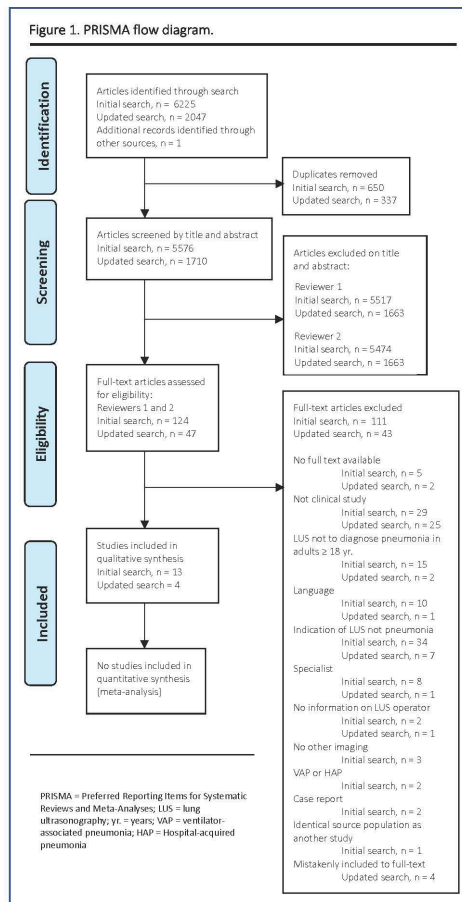 Figure 1. PRISMA flow diagram.
Identification
Articles identified through search
Initial search, n = 6225
Updated search, n = 2047
Additional records identified through
other sources, n = 1
Duplicates removed
Initial search, n = 650
Updated search, n = 337
Screening
Articles screened by title and abstract
Initial search, n = 5576
Updated search, n = 1710
Articles excluded on title
and abstract:
Reviewer 1
Initial search, n = 5517
Updated search, n = 1663
Reviewer 2
Initial search, n = 5474
Updated search, n = 1663
Eligibility
Full-text articles assessed
for eligibility:
Reviewers 1 and 2
Initial search, n = 124
Updated search, n = 47
Full-text articles excluded
Initial search, n = 111
Updated search, n = 43
No full text available
Initial search, n = 5
Updated search, n = 2
Not clinical study
Initial search, n = 29
Updated search, n = 25
LUS not to diagnose pneumonia in
adults ≥ 18 yr.
Initial search, n = 15
Updated search, n = 2
Language
Initial search, n = 10
Updated search, n = 1
Indication of LUS not pneumonia
Initial search, n = 34
Updated search, n = 7
Specialist
Initial search, n = 8
Updated search, n = 1
No information on LUS operator
Initial search, n = 2
Updated search, n = 1
No other imaging
Initial search, n = 3
VAP or HAP
Initial search, n = 2
Case report
Initial search, n = 2
Identical source population as
another study
Initial search, n = 1
Mistakenly included to full-text
Updated search, n = 4
Included
Studies included in
qualitative synthesis
Initial search, n = 13
Updated search = 4
No studies included in
quantitative synthesis
(meta-analysis)
PRISMA = Preferred Reporting Items for Systematic
Reviews and Meta-Analyses; LUS = lung
ultrasonography; yr. = years; VAP = ventilator-
associated pneumonia; HAP = Hospital-acquired
pneumonia